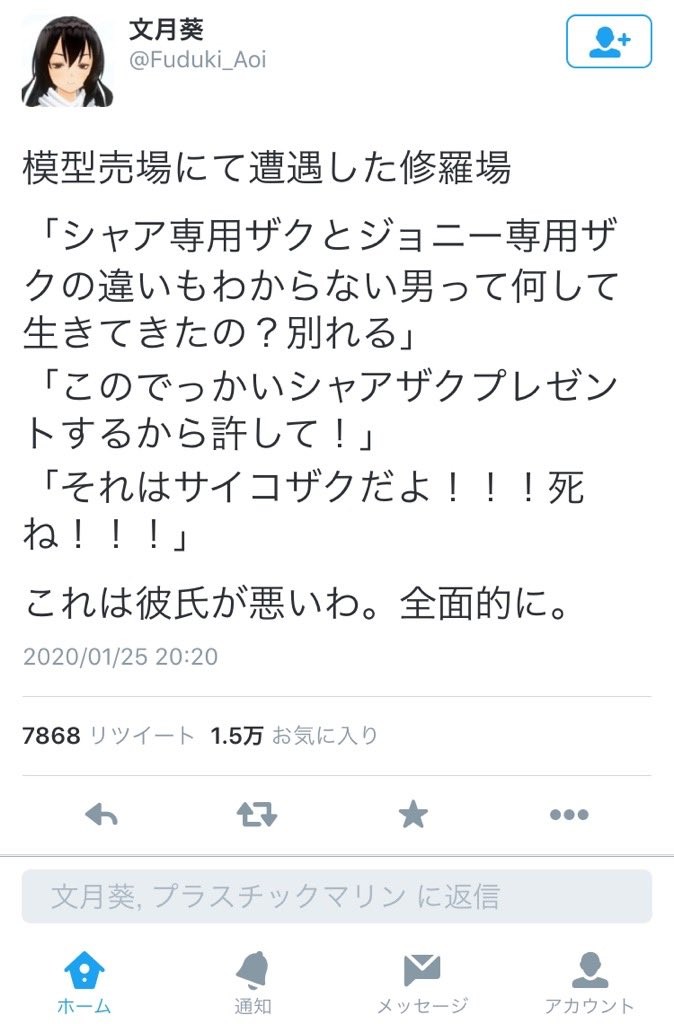 文月葵
@Fuduki_Aoi
模型売場にて遭遇した修羅場
「シャア専用ザクとジョニー専用ザ
クの違いもわからない男って何して
生きてきたの？別れる」
「このでっかいシャアザクプレゼン
トするから許して！」
「それはサイコザクだよ！！！死
ね！！！」
これは彼氏が悪いわ。全面的に。
2020/01/25 20:20
7868 リツイート 1.5万 お気に入り
文月葵, プラスチックマリン に返信
ホーム 通知 メッセージ アカウント